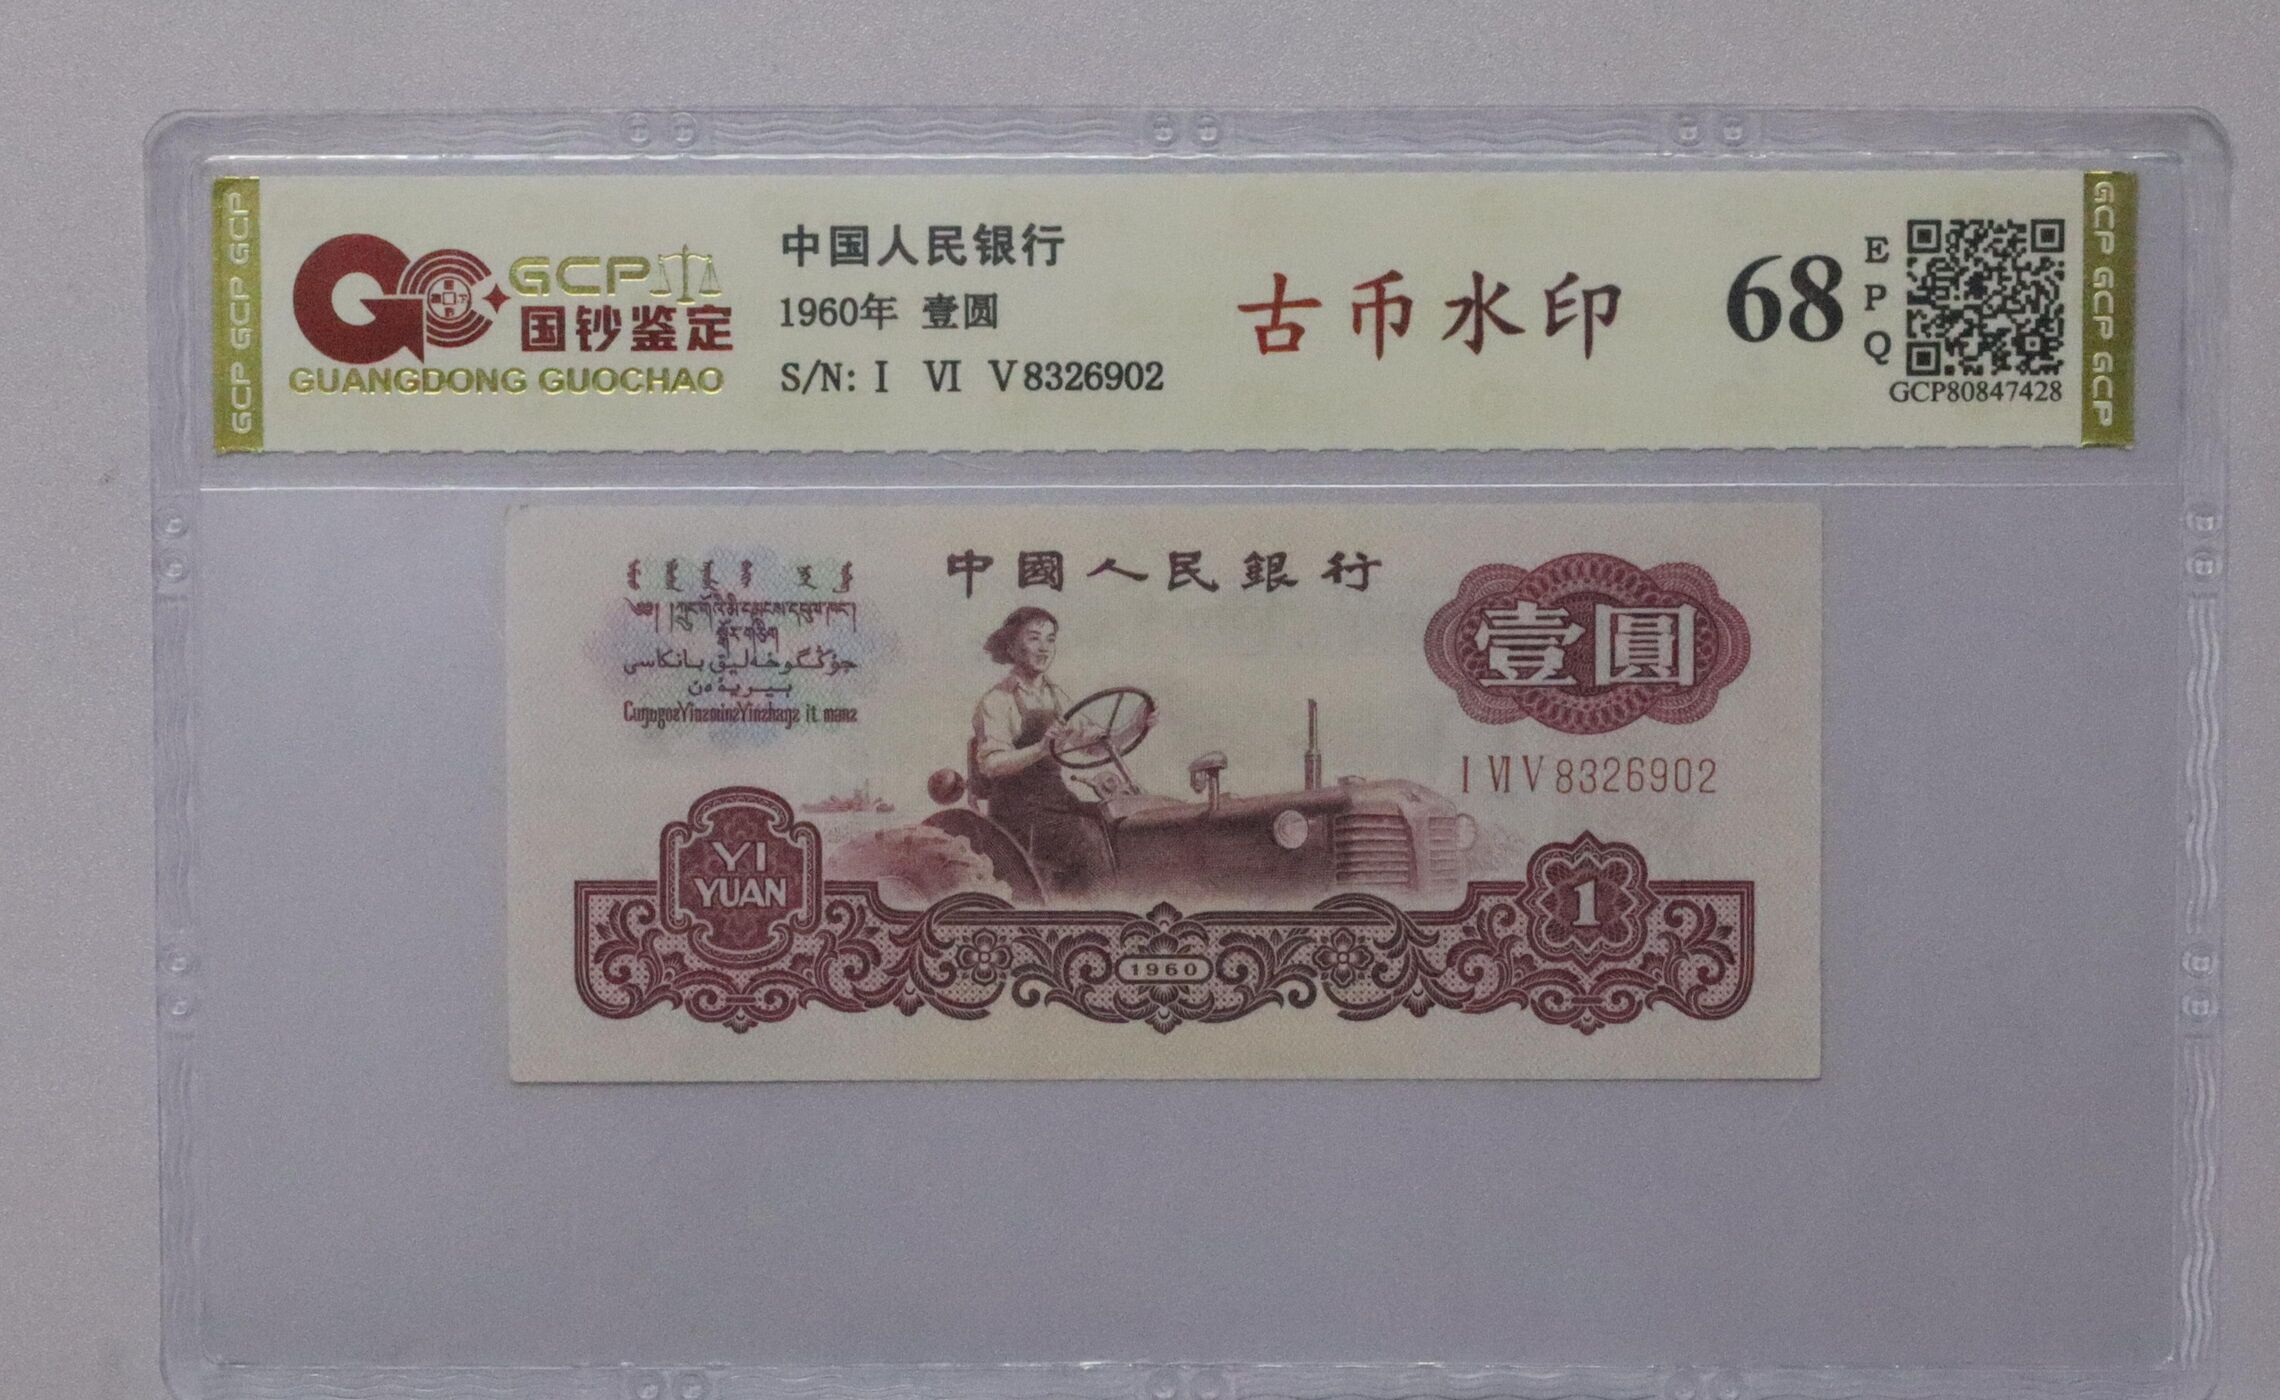 GCP GCP GCP
GCP
国钞鉴定
GUANGDONG GUOCHAO
中国人民银行
1960年 壹圆
S/N: I VI V8326902
古币水印
68
EPQ
GCP80847428
GCP GCP GCP
中國人民銀行
壹圓
I VI V 8326902
YI
YUAN
1960
1